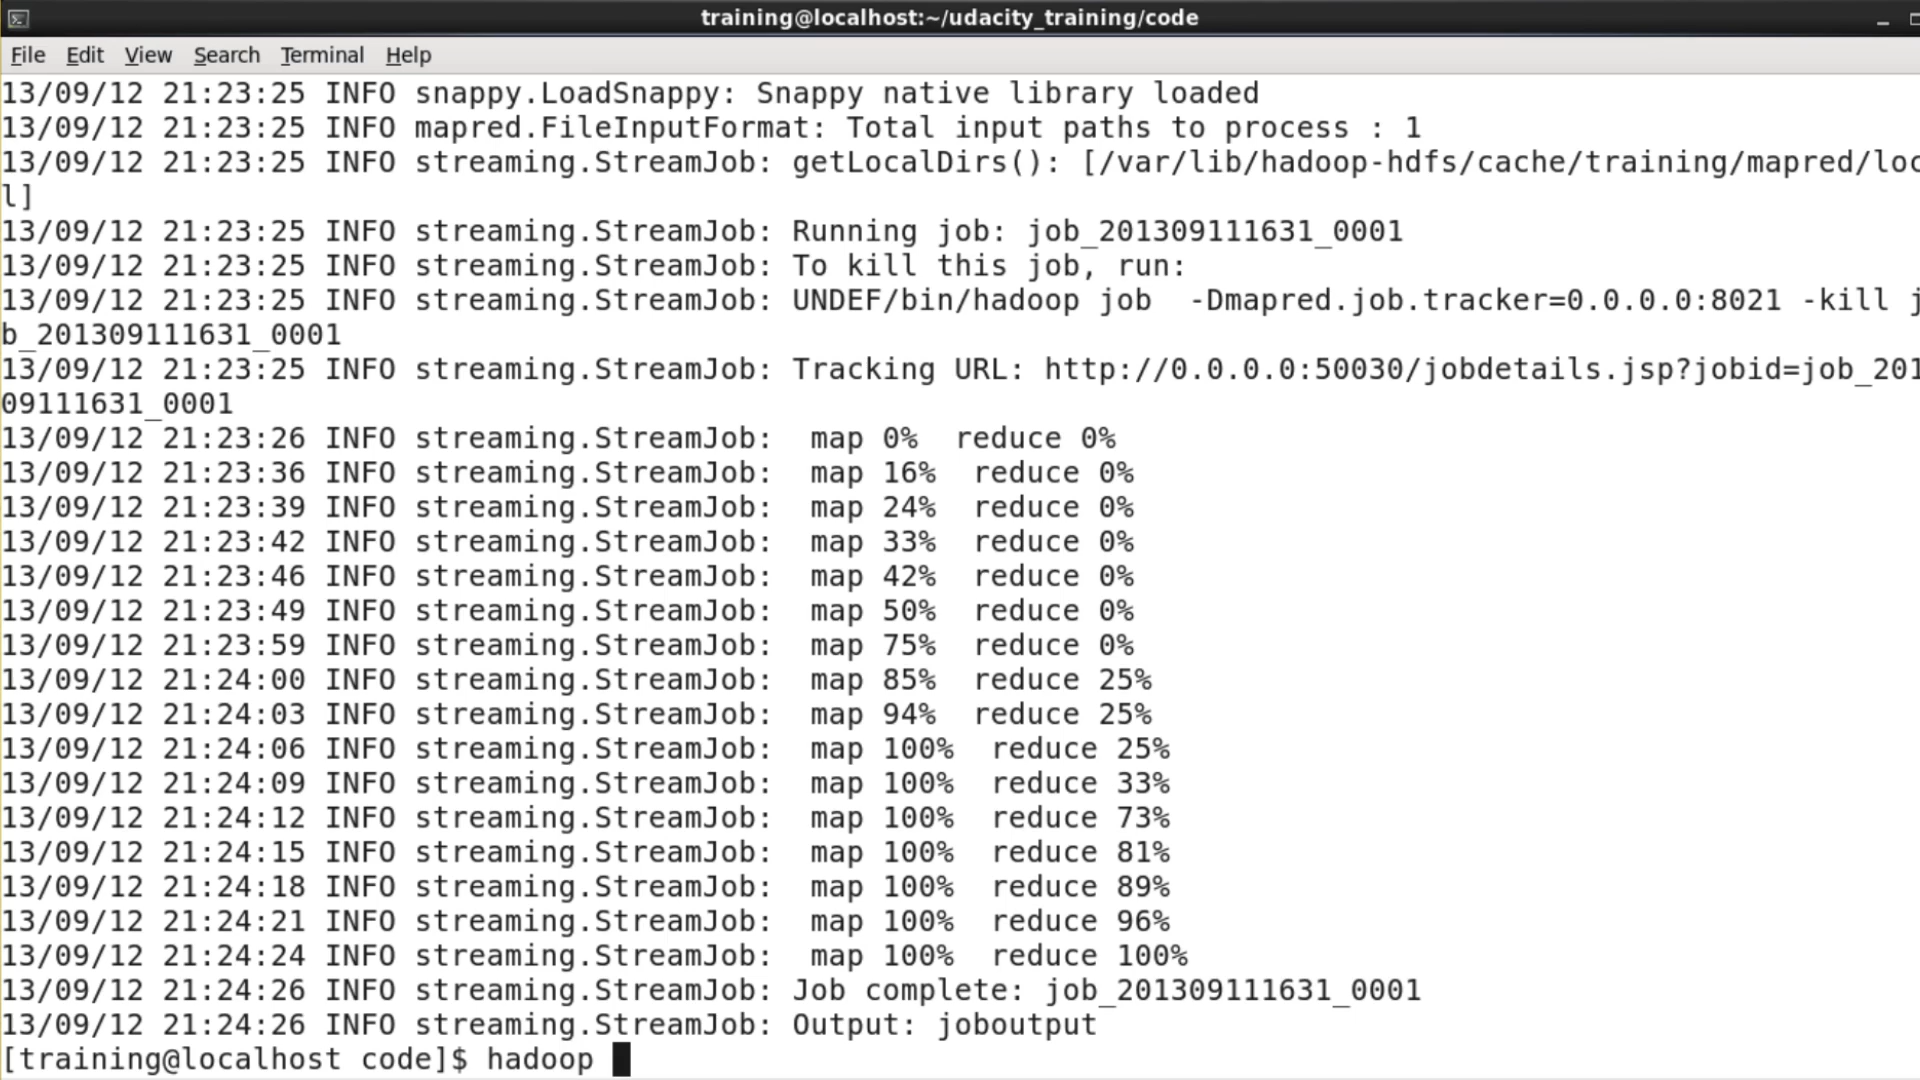 training@localhost:~/udacity_training/code
File Edit View Search Terminal Help
13/09/12 21:23:25 INFO snappy.LoadSnappy: Snappy native library loaded
13/09/12 21:23:25 INFO mapred.FileInputFormat: Total input paths to process : 1
13/09/12 21:23:25 INFO streaming.StreamJob: getLocalDirs(): [/var/lib/hadoop-hdfs/cache/training/mapred/loc
l]
13/09/12 21:23:25 INFO streaming.StreamJob: Running job: job_201309111631_0001
13/09/12 21:23:25 INFO streaming.StreamJob: To kill this job, run:
13/09/12 21:23:25 INFO streaming.StreamJob: UNDEF/bin/hadoop job  -Dmapred.job.tracker=0.0.0.0:8021 -kill j
b_201309111631_0001
13/09/12 21:23:25 INFO streaming.StreamJob: Tracking URL: http://0.0.0.0:50030/jobdetails.jsp?jobid=job_201
09111631_0001
13/09/12 21:23:26 INFO streaming.StreamJob:  map 0%  reduce 0%
13/09/12 21:23:36 INFO streaming.StreamJob:  map 16%  reduce 0%
13/09/12 21:23:39 INFO streaming.StreamJob:  map 24%  reduce 0%
13/09/12 21:23:42 INFO streaming.StreamJob:  map 33%  reduce 0%
13/09/12 21:23:46 INFO streaming.StreamJob:  map 42%  reduce 0%
13/09/12 21:23:49 INFO streaming.StreamJob:  map 50%  reduce 0%
13/09/12 21:23:59 INFO streaming.StreamJob:  map 75%  reduce 0%
13/09/12 21:24:00 INFO streaming.StreamJob:  map 85%  reduce 25%
13/09/12 21:24:03 INFO streaming.StreamJob:  map 94%  reduce 25%
13/09/12 21:24:06 INFO streaming.StreamJob:  map 100%  reduce 25%
13/09/12 21:24:09 INFO streaming.StreamJob:  map 100%  reduce 33%
13/09/12 21:24:12 INFO streaming.StreamJob:  map 100%  reduce 73%
13/09/12 21:24:15 INFO streaming.StreamJob:  map 100%  reduce 81%
13/09/12 21:24:18 INFO streaming.StreamJob:  map 100%  reduce 89%
13/09/12 21:24:21 INFO streaming.StreamJob:  map 100%  reduce 96%
13/09/12 21:24:24 INFO streaming.StreamJob:  map 100%  reduce 100%
13/09/12 21:24:26 INFO streaming.StreamJob: Job complete: job_201309111631_0001
13/09/12 21:24:26 INFO streaming.StreamJob: Output: joboutput
[training@localhost code]$ hadoop